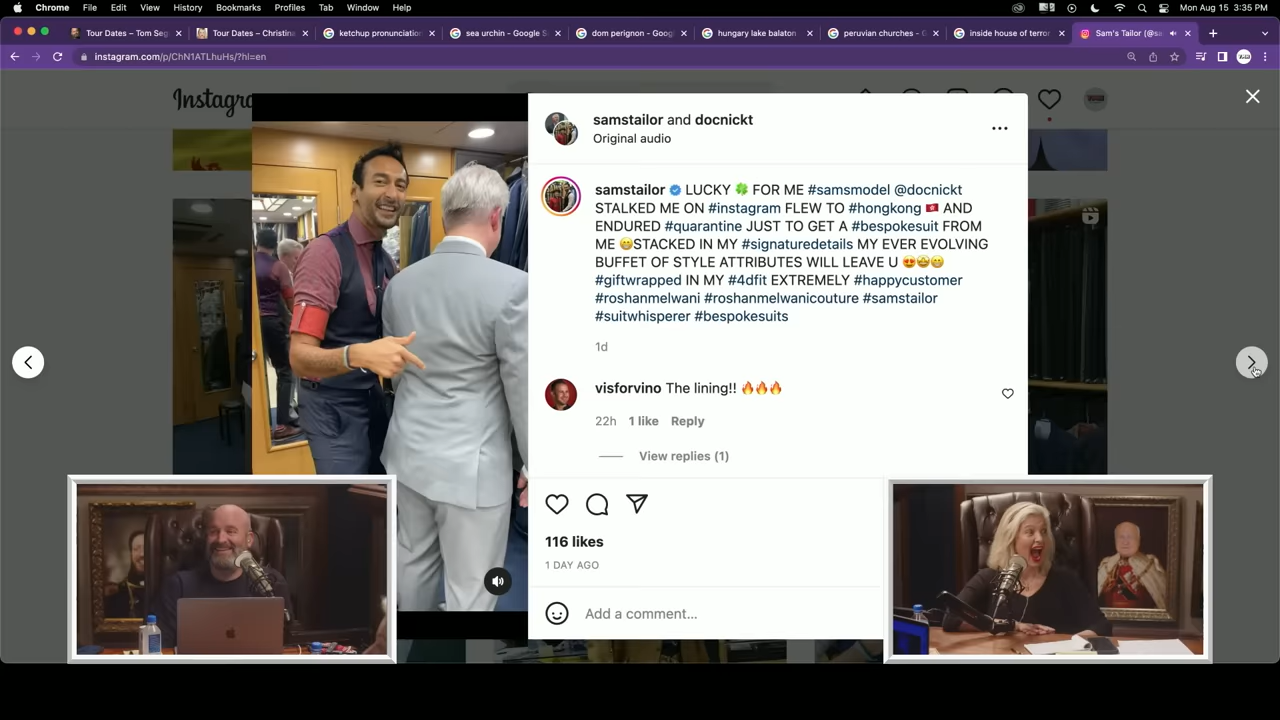 Chrome File Edit View History Bookmarks Profiles Tab Window Help Mon Aug 15 3:35 PM
Tour Dates – Tom Seg Tour Dates – Christina ketchup pronunciation sea urchin - Google S dom perignon - Goog hungary lake balaton peruvian churches - G inside house of terror Sam's Tailor (@sa
instagram.com/p/ChN1ATLhuHs/?hl=en
Instagra
samstailor and docnickt
Original audio
samstailor LUCKY 🍀 FOR ME #samsmodel @docnickt
STALKED ME ON #instagram FLEW TO #hongkong 🇭🇰 AND
ENDURED #quarantine JUST TO GET A #bespokesuit FROM
ME 😁STACKED IN MY #signaturedetails MY EVER EVOLVING
BUFFET OF STYLE ATTRIBUTES WILL LEAVE U 😍🤩😁
#giftwrapped IN MY #4dfit EXTREMELY #happycustomer
#roshanmelwani #roshanmelwanicouture #samstailor
#suitwhisperer #bespokesuits
1d
visforvino The lining!! 🔥🔥🔥
22h 1 like Reply
View replies (1)
116 likes
1 DAY AGO
Add a comment...